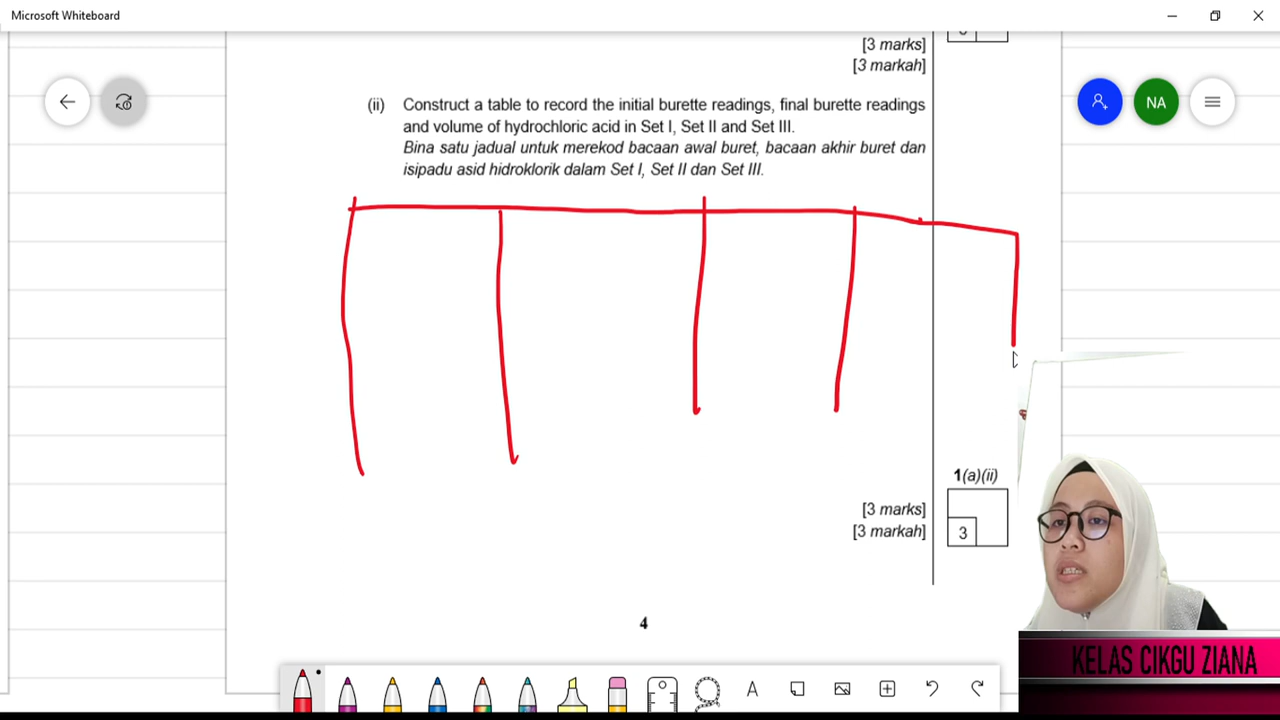 Microsoft Whiteboard
[3 marks]
[3 markah]
(ii) Construct a table to record the initial burette readings, final burette readings
and volume of hydrochloric acid in Set I, Set II and Set III.
Bina satu jadual untuk merekod bacaan awal buret, bacaan akhir buret dan
isipadu asid hidroklorik dalam Set I, Set II dan Set III.
NA
1(a)(ii)
[3 marks]
[3 markah]
3
4
KELAS CIKGU ZIANA